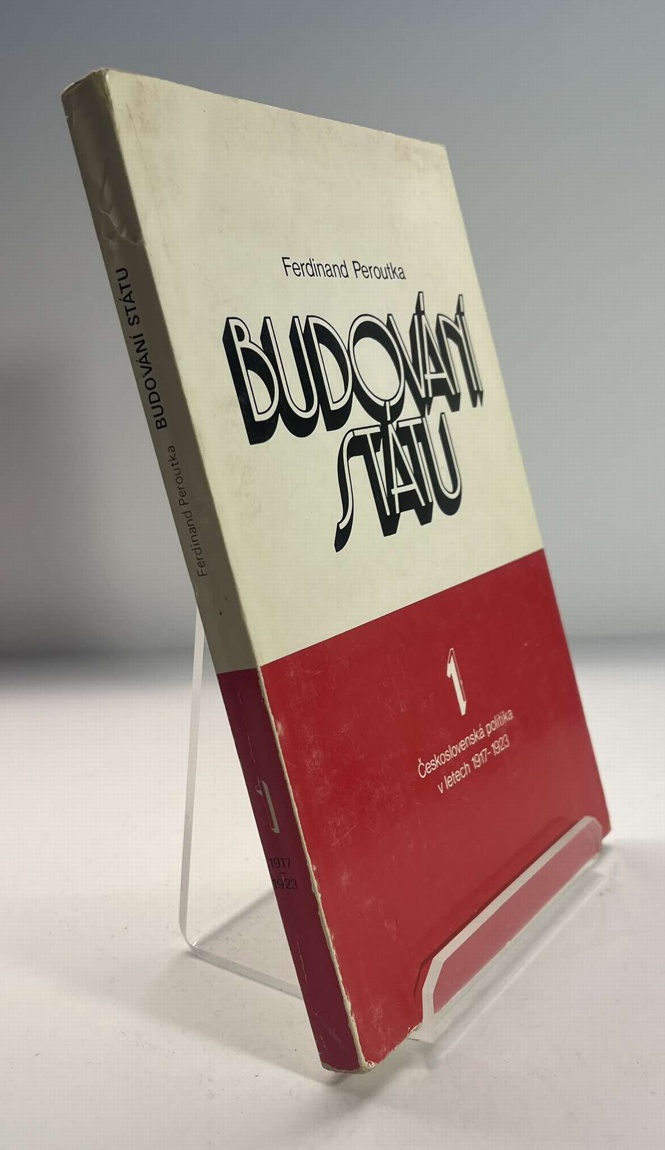 Ferdinand Peroutka
BUDOVÁNÍ
STÁTU
1
Československá politika
v letech 1917-1923
Ferdinand Peroutka BUDOVÁNÍ STÁTU
1
1917
-
1923